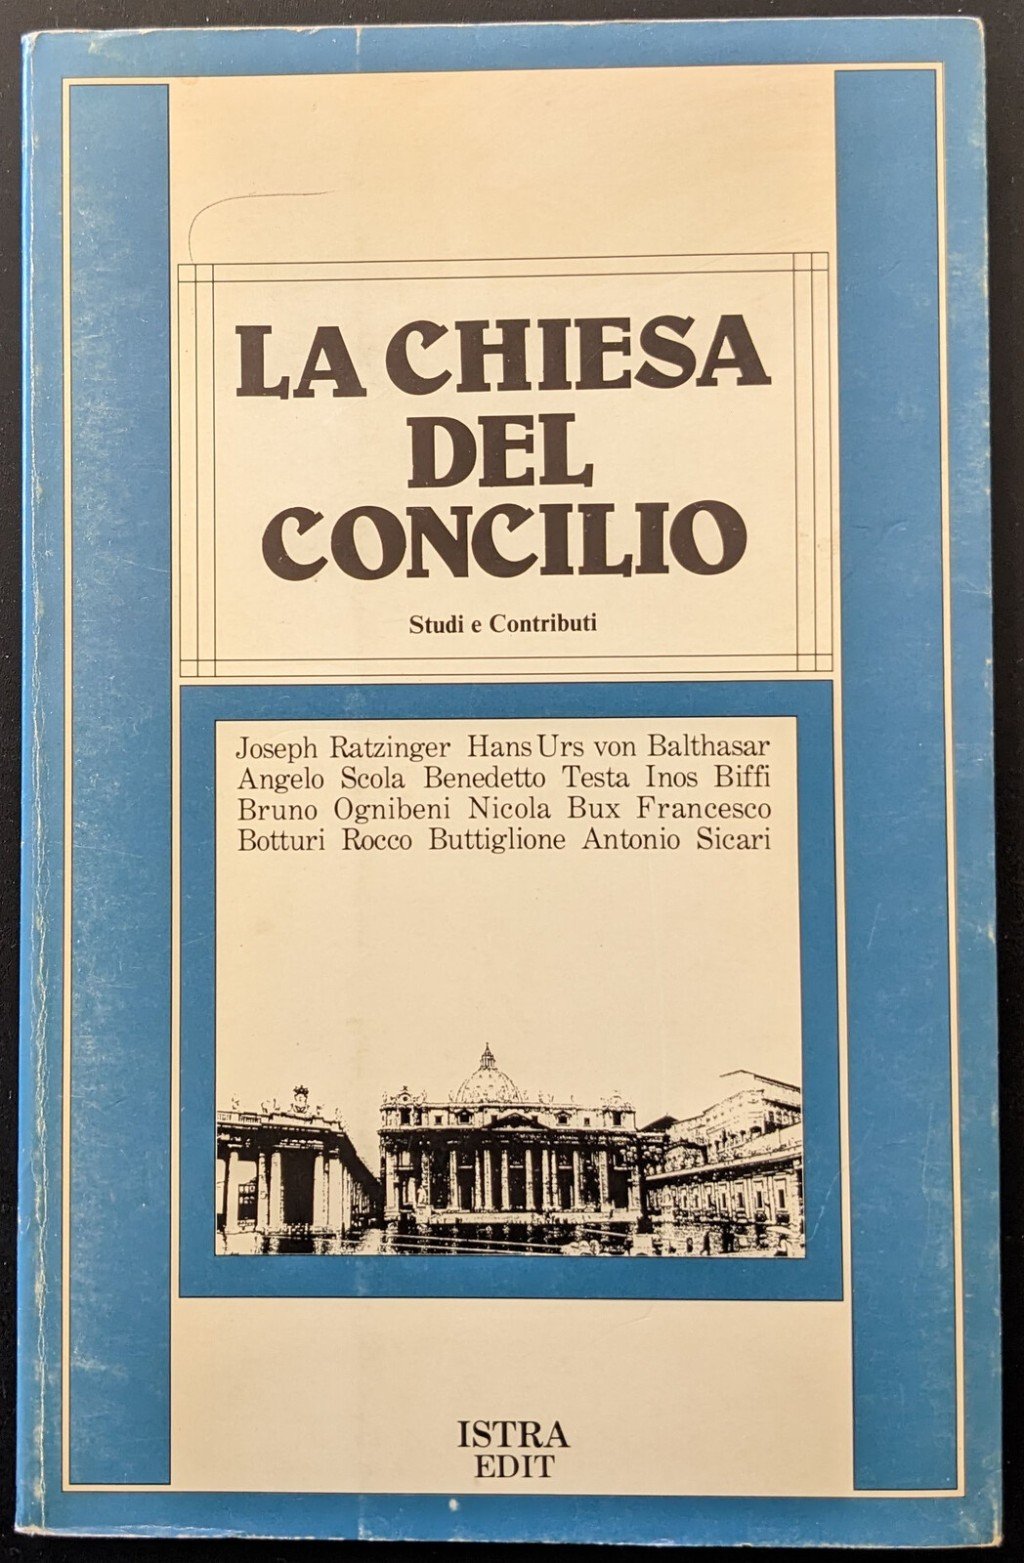 LA CHIESA
DEL
CONCILIO
Studi e Contributi
Joseph Ratzinger Hans Urs von Balthasar
Angelo Scola Benedetto Testa Inos Biffi
Bruno Ognibeni Nicola Bux Francesco
Botturi Rocco Buttiglione Antonio Sicari
ISTRA
EDIT